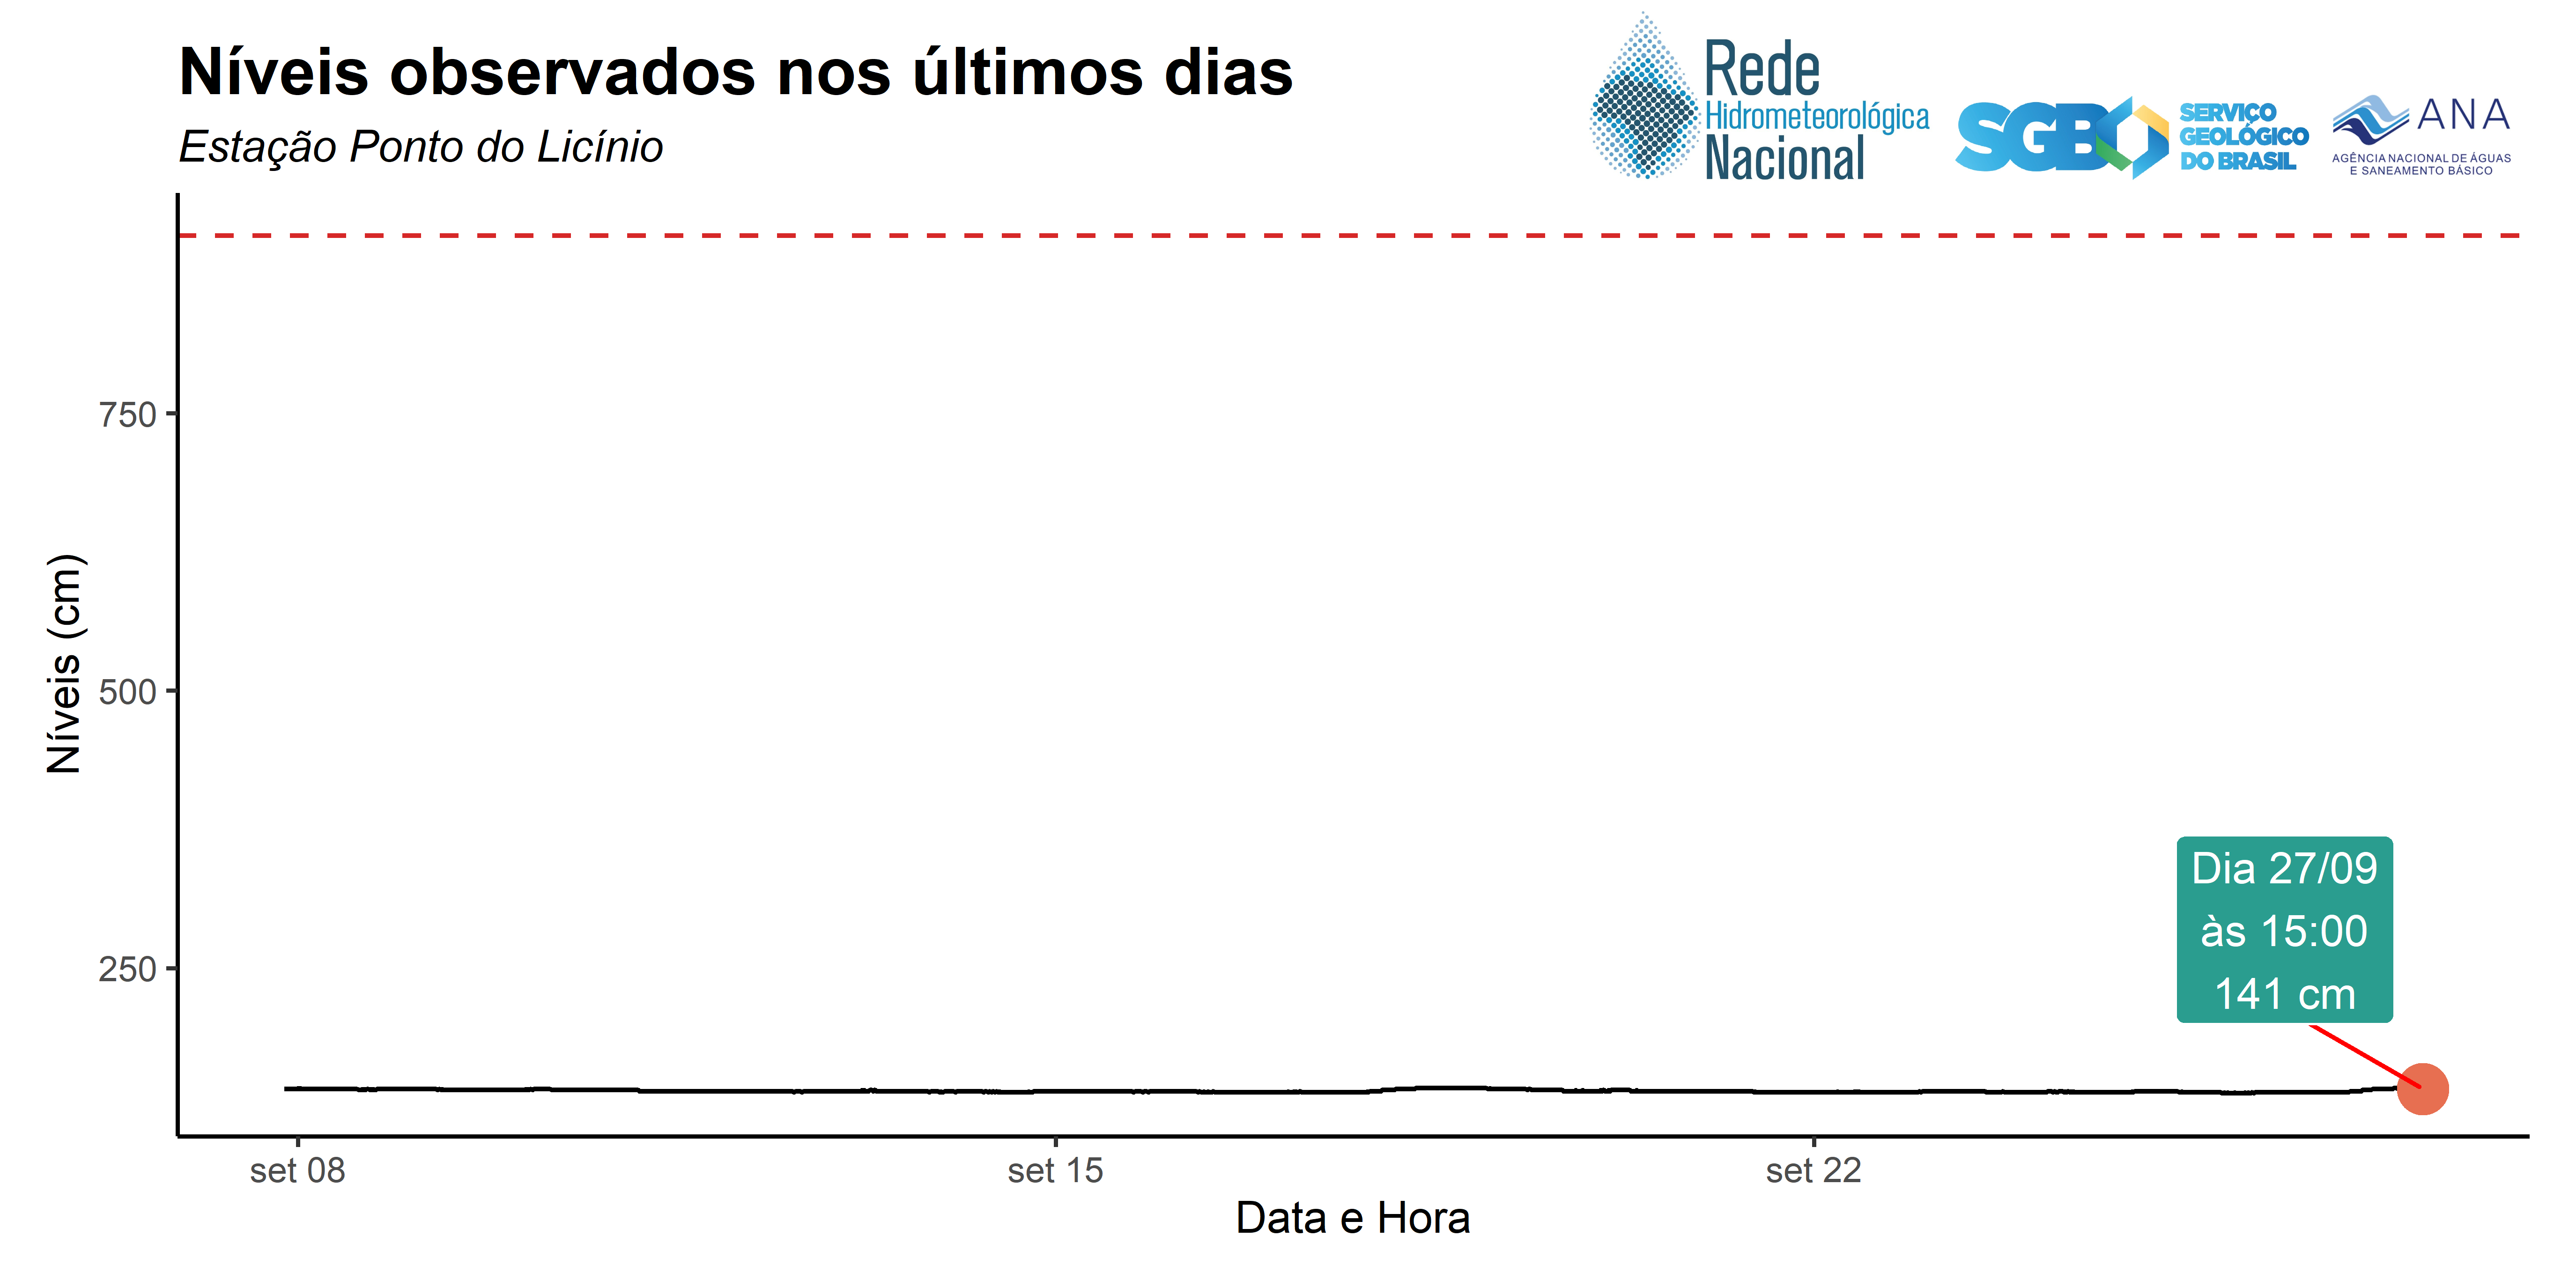 Níveis observados nos últimos dias
Estação Ponto do Licínio
Rede
Hidrometeorológica
Nacional
SGB
SERVIÇO
GEOLÓGICO
DO BRASIL
ANA
AGÊNCIA NACIONAL DE ÁGUAS
E SANEAMENTO BÁSICO
Níveis (cm)
750
500
250
Dia 27/09
às 15:00
141 cm
set 08
set 15
set 22
Data e Hora